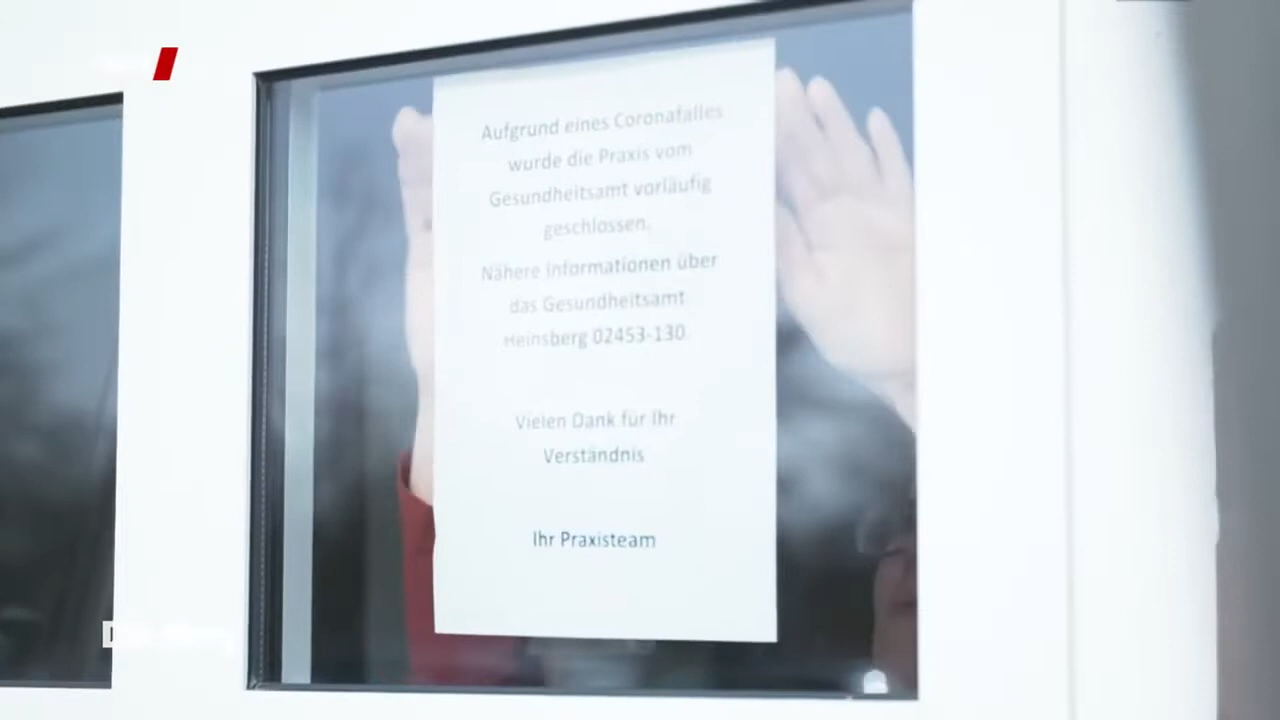 Aufgrund eines Coronafalles
wurde die Praxis vom
Gesundheitsamt vorläufig
geschlossen.
Nähere Informationen über
das Gesundheitsamt
Heinsberg 02453-130
Vielen Dank für Ihr
Verständnis
Ihr Praxisteam